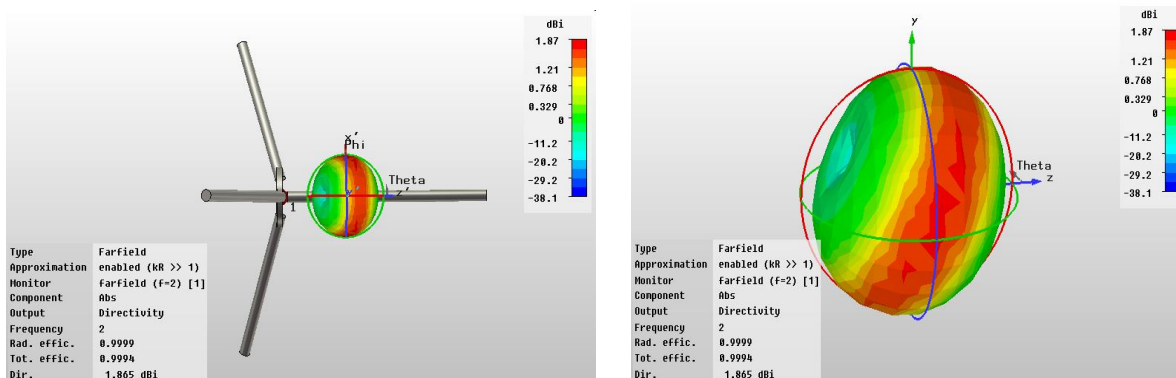 dBi
1.87
1.21
0.768
0.329
0
-11.2
-20.2
-29.2
-38.1
x'
Phi
Theta
z'
1
Type Farfield
Approximation enabled (kR >> 1)
Monitor farfield (f=2) [1]
Component Abs
Output Directivity
Frequency 2
Rad. effic. 0.9999
Tot. effic. 0.9994
Dir. 1.865 dBi
dBi
1.87
1.21
0.768
0.329
0
-11.2
-20.2
-29.2
-38.1
y
Theta
z
Type Farfield
Approximation enabled (kR >> 1)
Monitor farfield (f=2) [1]
Component Abs
Output Directivity
Frequency 2
Rad. effic. 0.9999
Tot. effic. 0.9994
Dir. 1.865 dBi